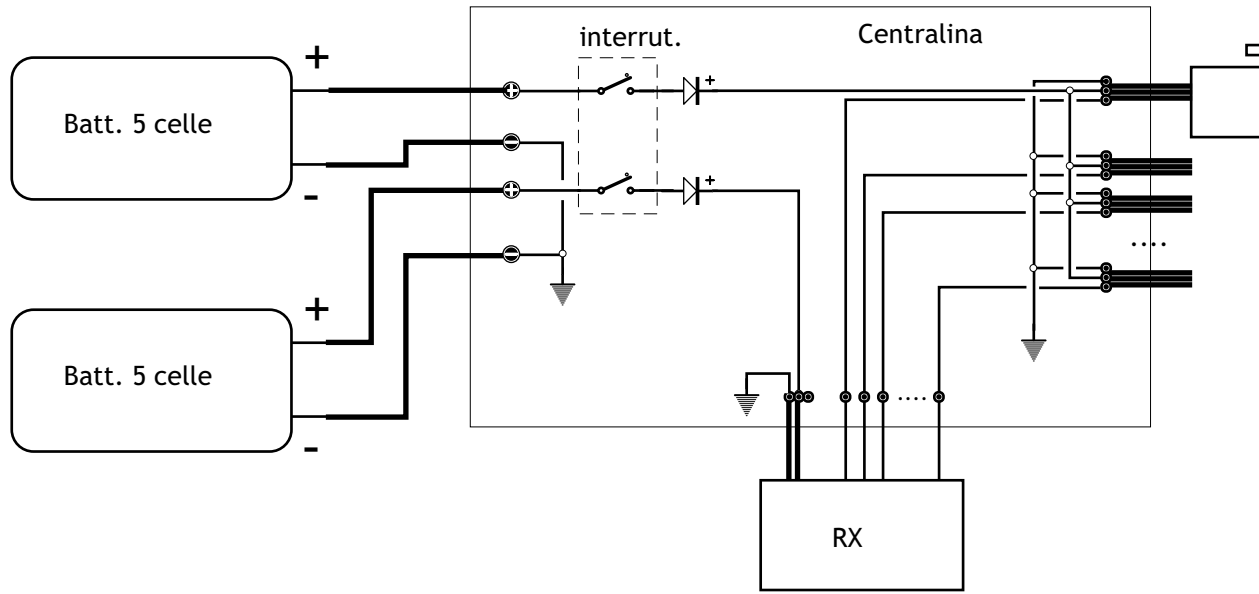 interrut.
Centralina
+
Batt. 5 celle
-
+
+
+
Batt. 5 celle
-
....
....
RX